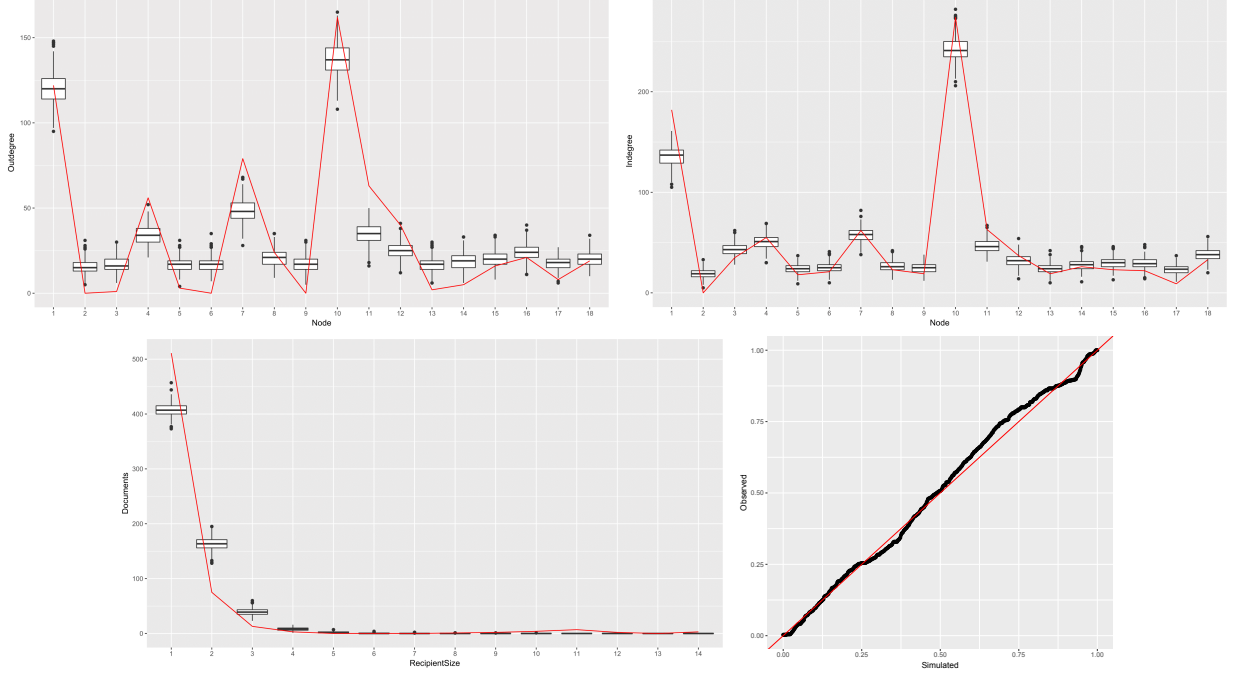 150
100
50
0
Outdegree
1 2 3 4 5 6 7 8 9 10 11 12 13 14 15 16 17 18
Node
200
100
0
Indegree
1 2 3 4 5 6 7 8 9 10 11 12 13 14 15 16 17 18
Node
500
400
300
200
100
0
Documents
1 2 3 4 5 6 7 8 9 10 11 12 13 14
RecipientSize
1.00
0.75
0.50
0.25
0.00
Observed
0.00 0.25 0.50 0.75 1.00
Simulated